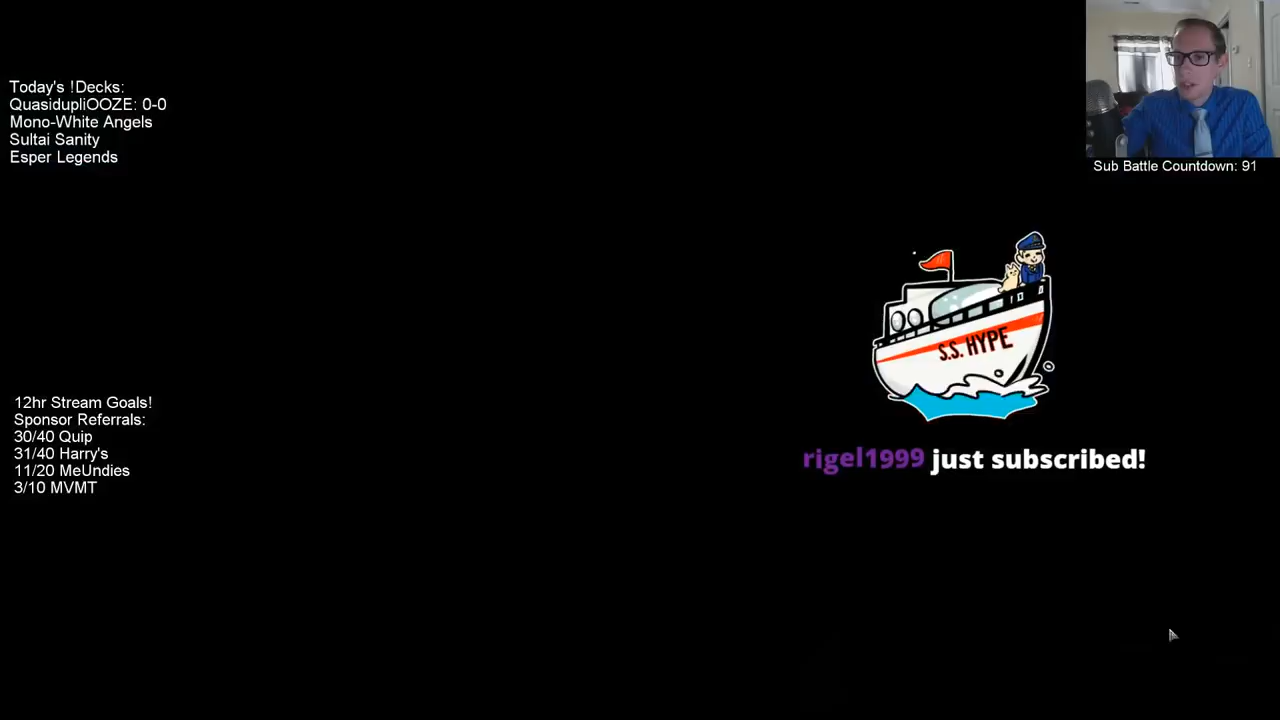 Today's !Decks:
QuasidupliOOZE: 0-0
Mono-White Angels
Sultai Sanity
Esper Legends
Sub Battle Countdown: 91
S.S. HYPE
rigel1999 just subscribed!
12hr Stream Goals!
Sponsor Referrals:
30/40 Quip
31/40 Harry's
11/20 MeUndies
3/10 MVMT